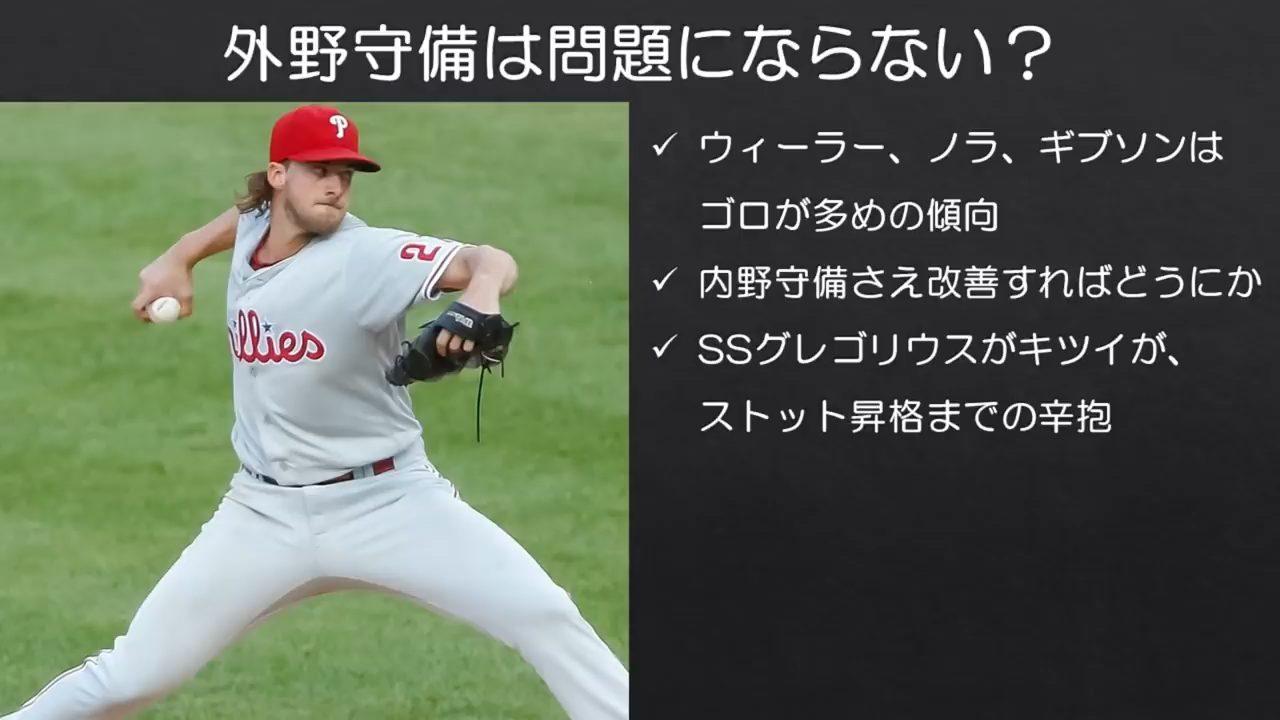 外野守備は問題にならない？
✓ ウィーラー、ノラ、ギブソンは
ゴロが多めの傾向
✓ 内野守備さえ改善すればどうにか
✓ SSグレゴリウスがキツイが、
ストット昇格までの辛抱
P
2
illies